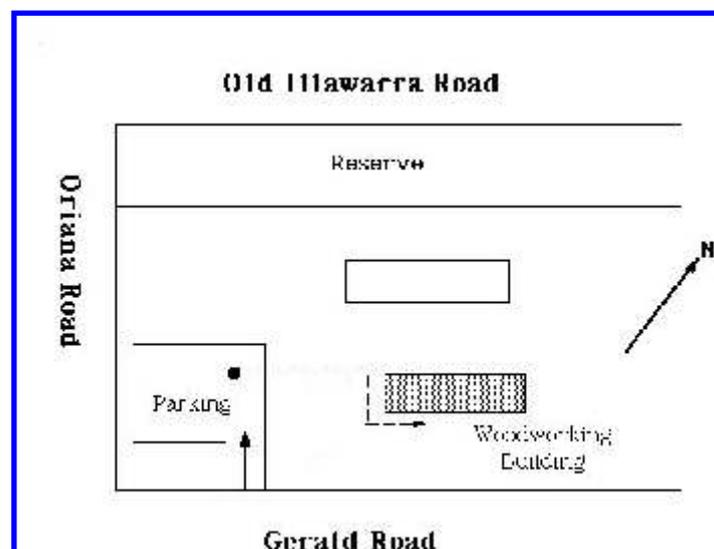 Old Illawarra Road
Reserve
Oriana Road
N
Parking
Woodworking
Building
Gerald Road